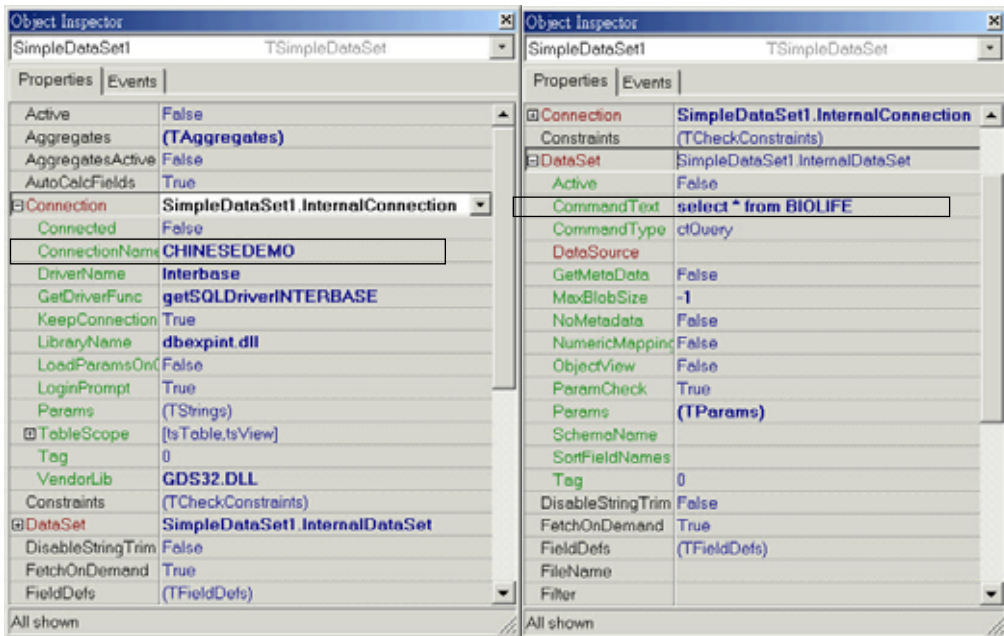 Object Inspector
SimpleDataSet1 TSimpleDataSet
Properties Events
Active False
Aggregates (TAggregates)
AggregatesActive False
AutoCalcFields True
Connection SimpleDataSet1.InternalConnection
Connected False
ConnectionName CHINESEDEMO
DriverName Interbase
GetDriverFunc getSQLDriverINTERBASE
KeepConnection True
LibraryName dbexpint.dll
LoadParamsOnC False
LoginPrompt True
Params (TStrings)
TableScope [tsTable,tsView]
Tag 0
VendorLib GDS32.DLL
Constraints (TCheckConstraints)
DataSet SimpleDataSet1.InternalDataSet
DisableStringTrim False
FetchOnDemand True
FieldDefs (TFieldDefs)
All shown
Object Inspector
SimpleDataSet1 TSimpleDataSet
Properties Events
Connection SimpleDataSet1.InternalConnection
Constraints (TCheckConstraints)
DataSet SimpleDataSet1.InternalDataSet
Active False
CommandText select * from BIOLIFE
CommandType ctQuery
DataSource
GetMetaData False
MaxBlobSize -1
NoMetadata False
NumericMapping False
ObjectView False
ParamCheck True
Params (TParams)
SchemaName
SortFieldNames
Tag 0
DisableStringTrim False
FetchOnDemand True
FieldDefs (TFieldDefs)
FileName
Filter
All shown